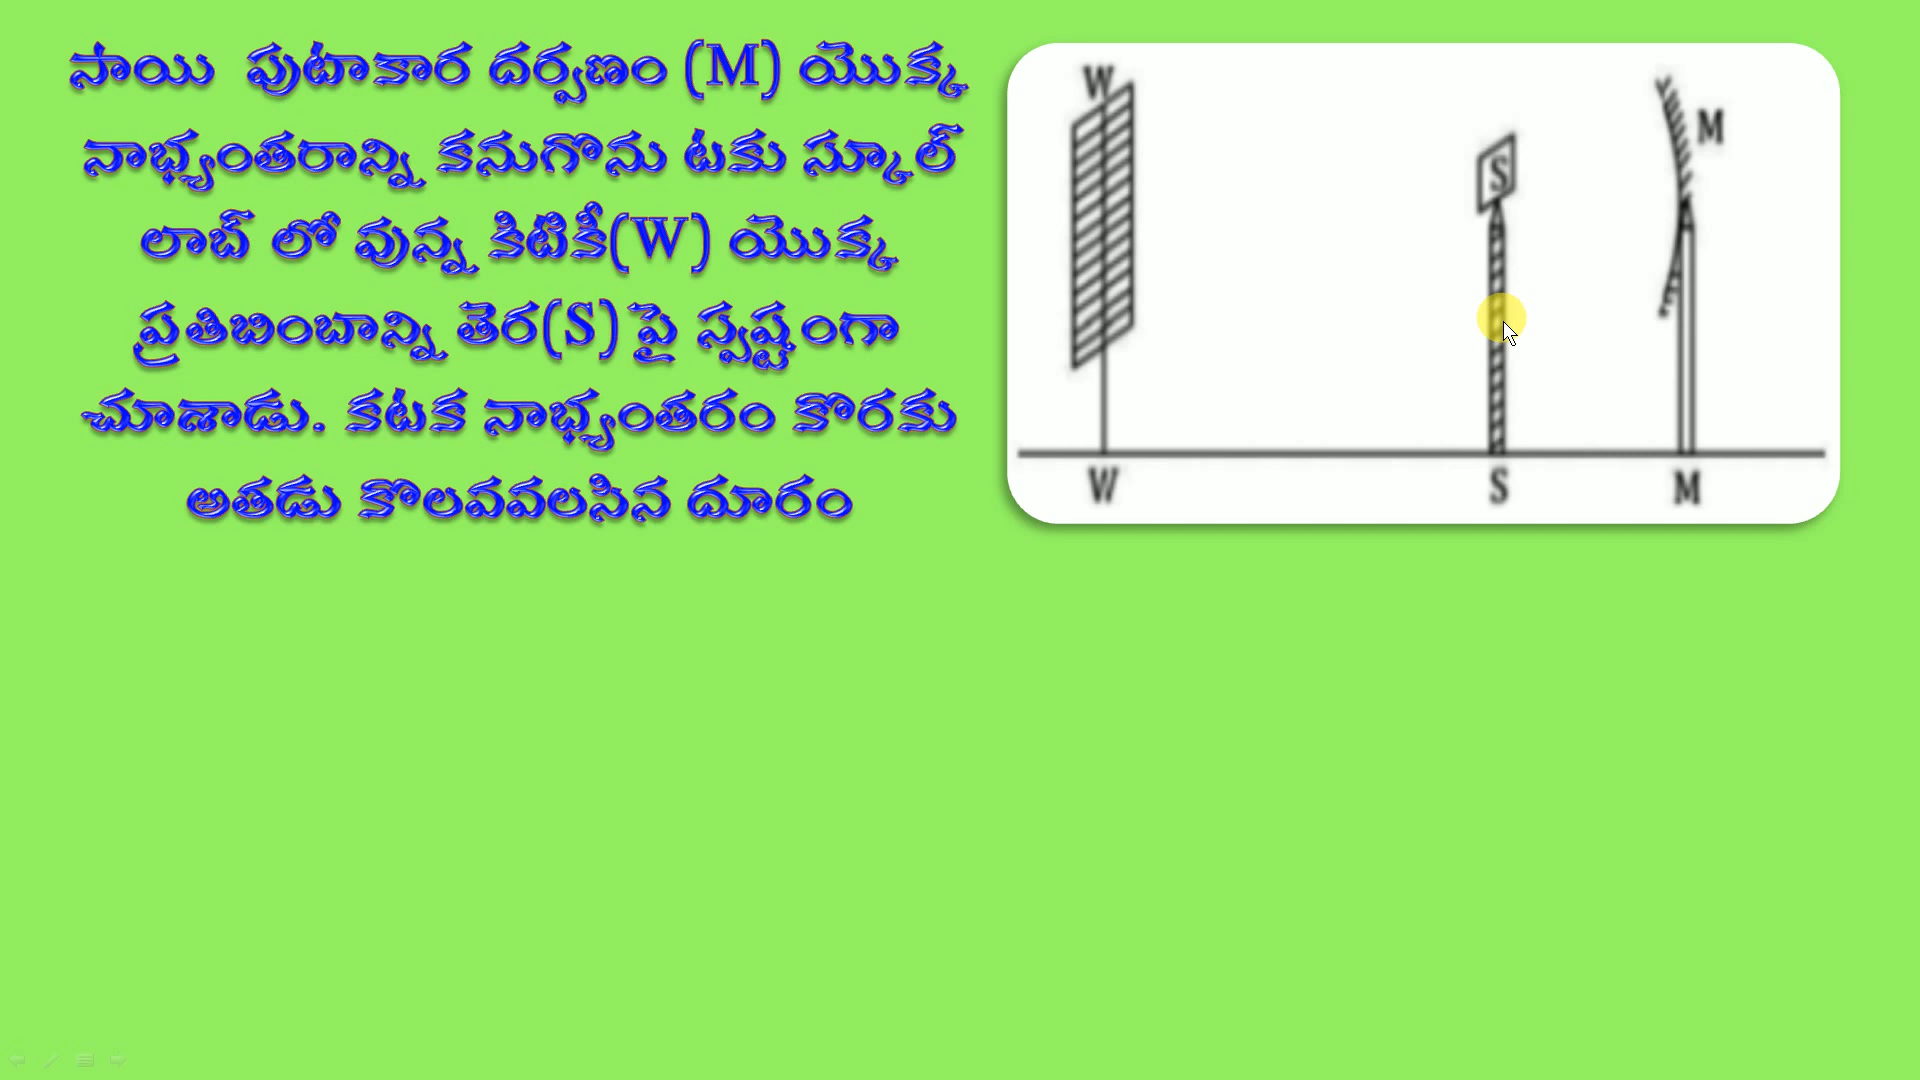 సాయి పుటాకార దర్పణం (M) యొక్క
నాభ్యంతరాన్ని కనుగొను టకు స్కూల్
లాబ్ లో వున్న కిటికీ(W) యొక్క
ప్రతిబింబాన్ని తెర(S) పై స్పష్టంగా
చూశాడు. కటక నాభ్యంతరం కొరకు
అతడు కొలవవలసిన దూరం
W
S
M
W
S
M